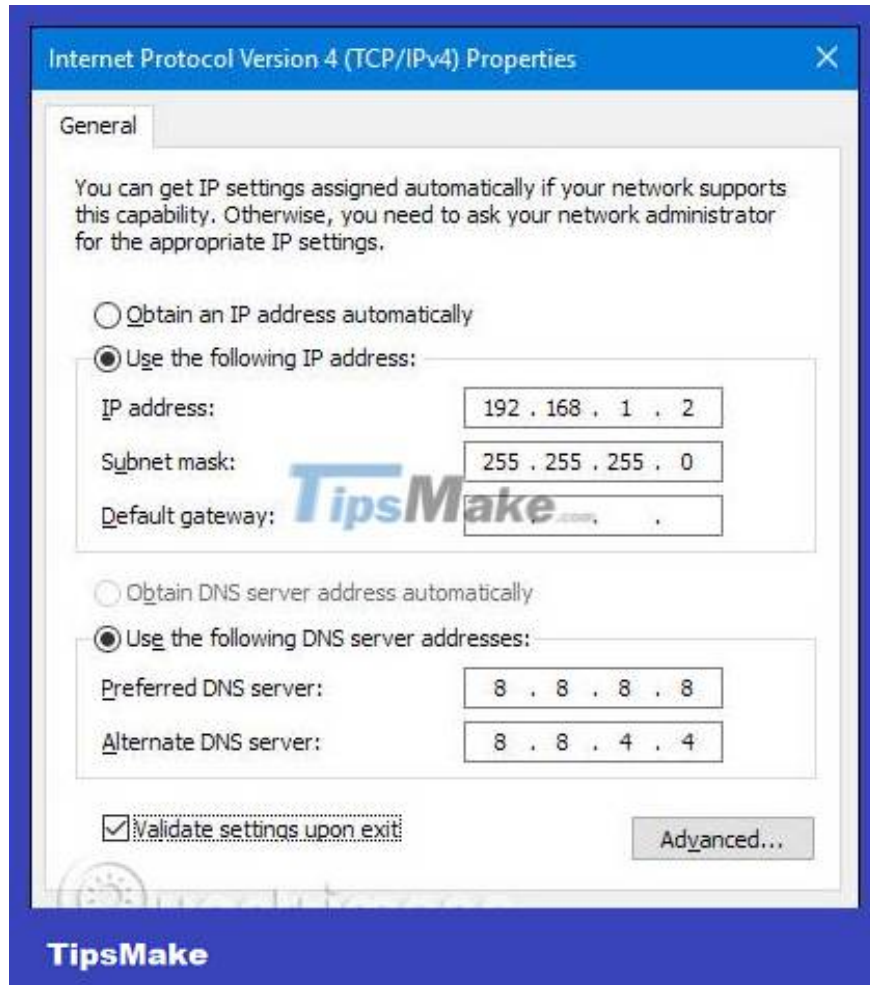 Internet Protocol Version 4 (TCP/IPv4) Properties
General
You can get IP settings assigned automatically if your network supports
this capability. Otherwise, you need to ask your network administrator
for the appropriate IP settings.
Obtain an IP address automatically
Use the following IP address:
IP address: 192 . 168 . 1 . 2
Subnet mask: 255 . 255 . 255 . 0
Default gateway: . . .
TipsMake.com
Obtain DNS server address automatically
Use the following DNS server addresses:
Preferred DNS server: 8 . 8 . 8 . 8
Alternate DNS server: 8 . 8 . 4 . 4
Validate settings upon exit
Advanced...
TipsMake